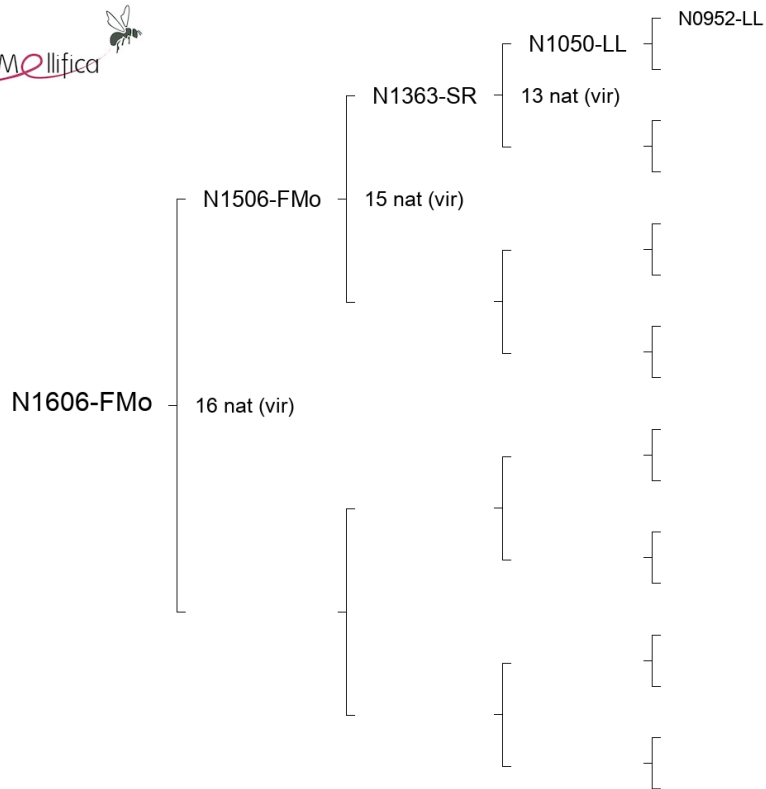 Mellifica
N0952-LL
N1050-LL
N1363-SR
13 nat (vir)
N1506-FMo
15 nat (vir)
N1606-FMo
16 nat (vir)